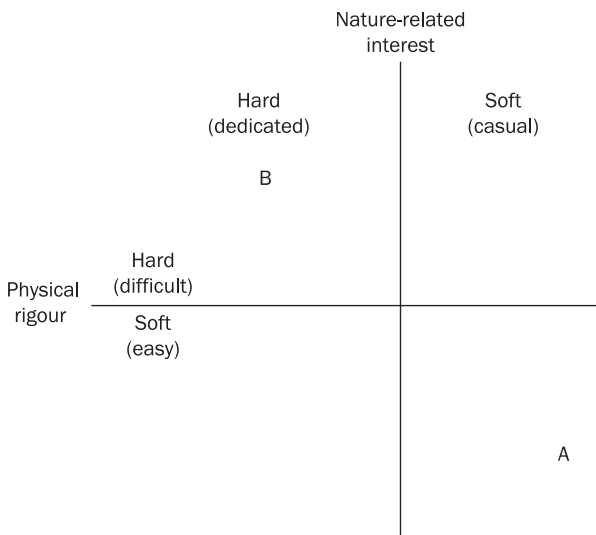 Nature-related
interest
Hard
(dedicated)
Soft
(casual)
B
Hard
(difficult)
Physical
rigour
Soft
(easy)
A